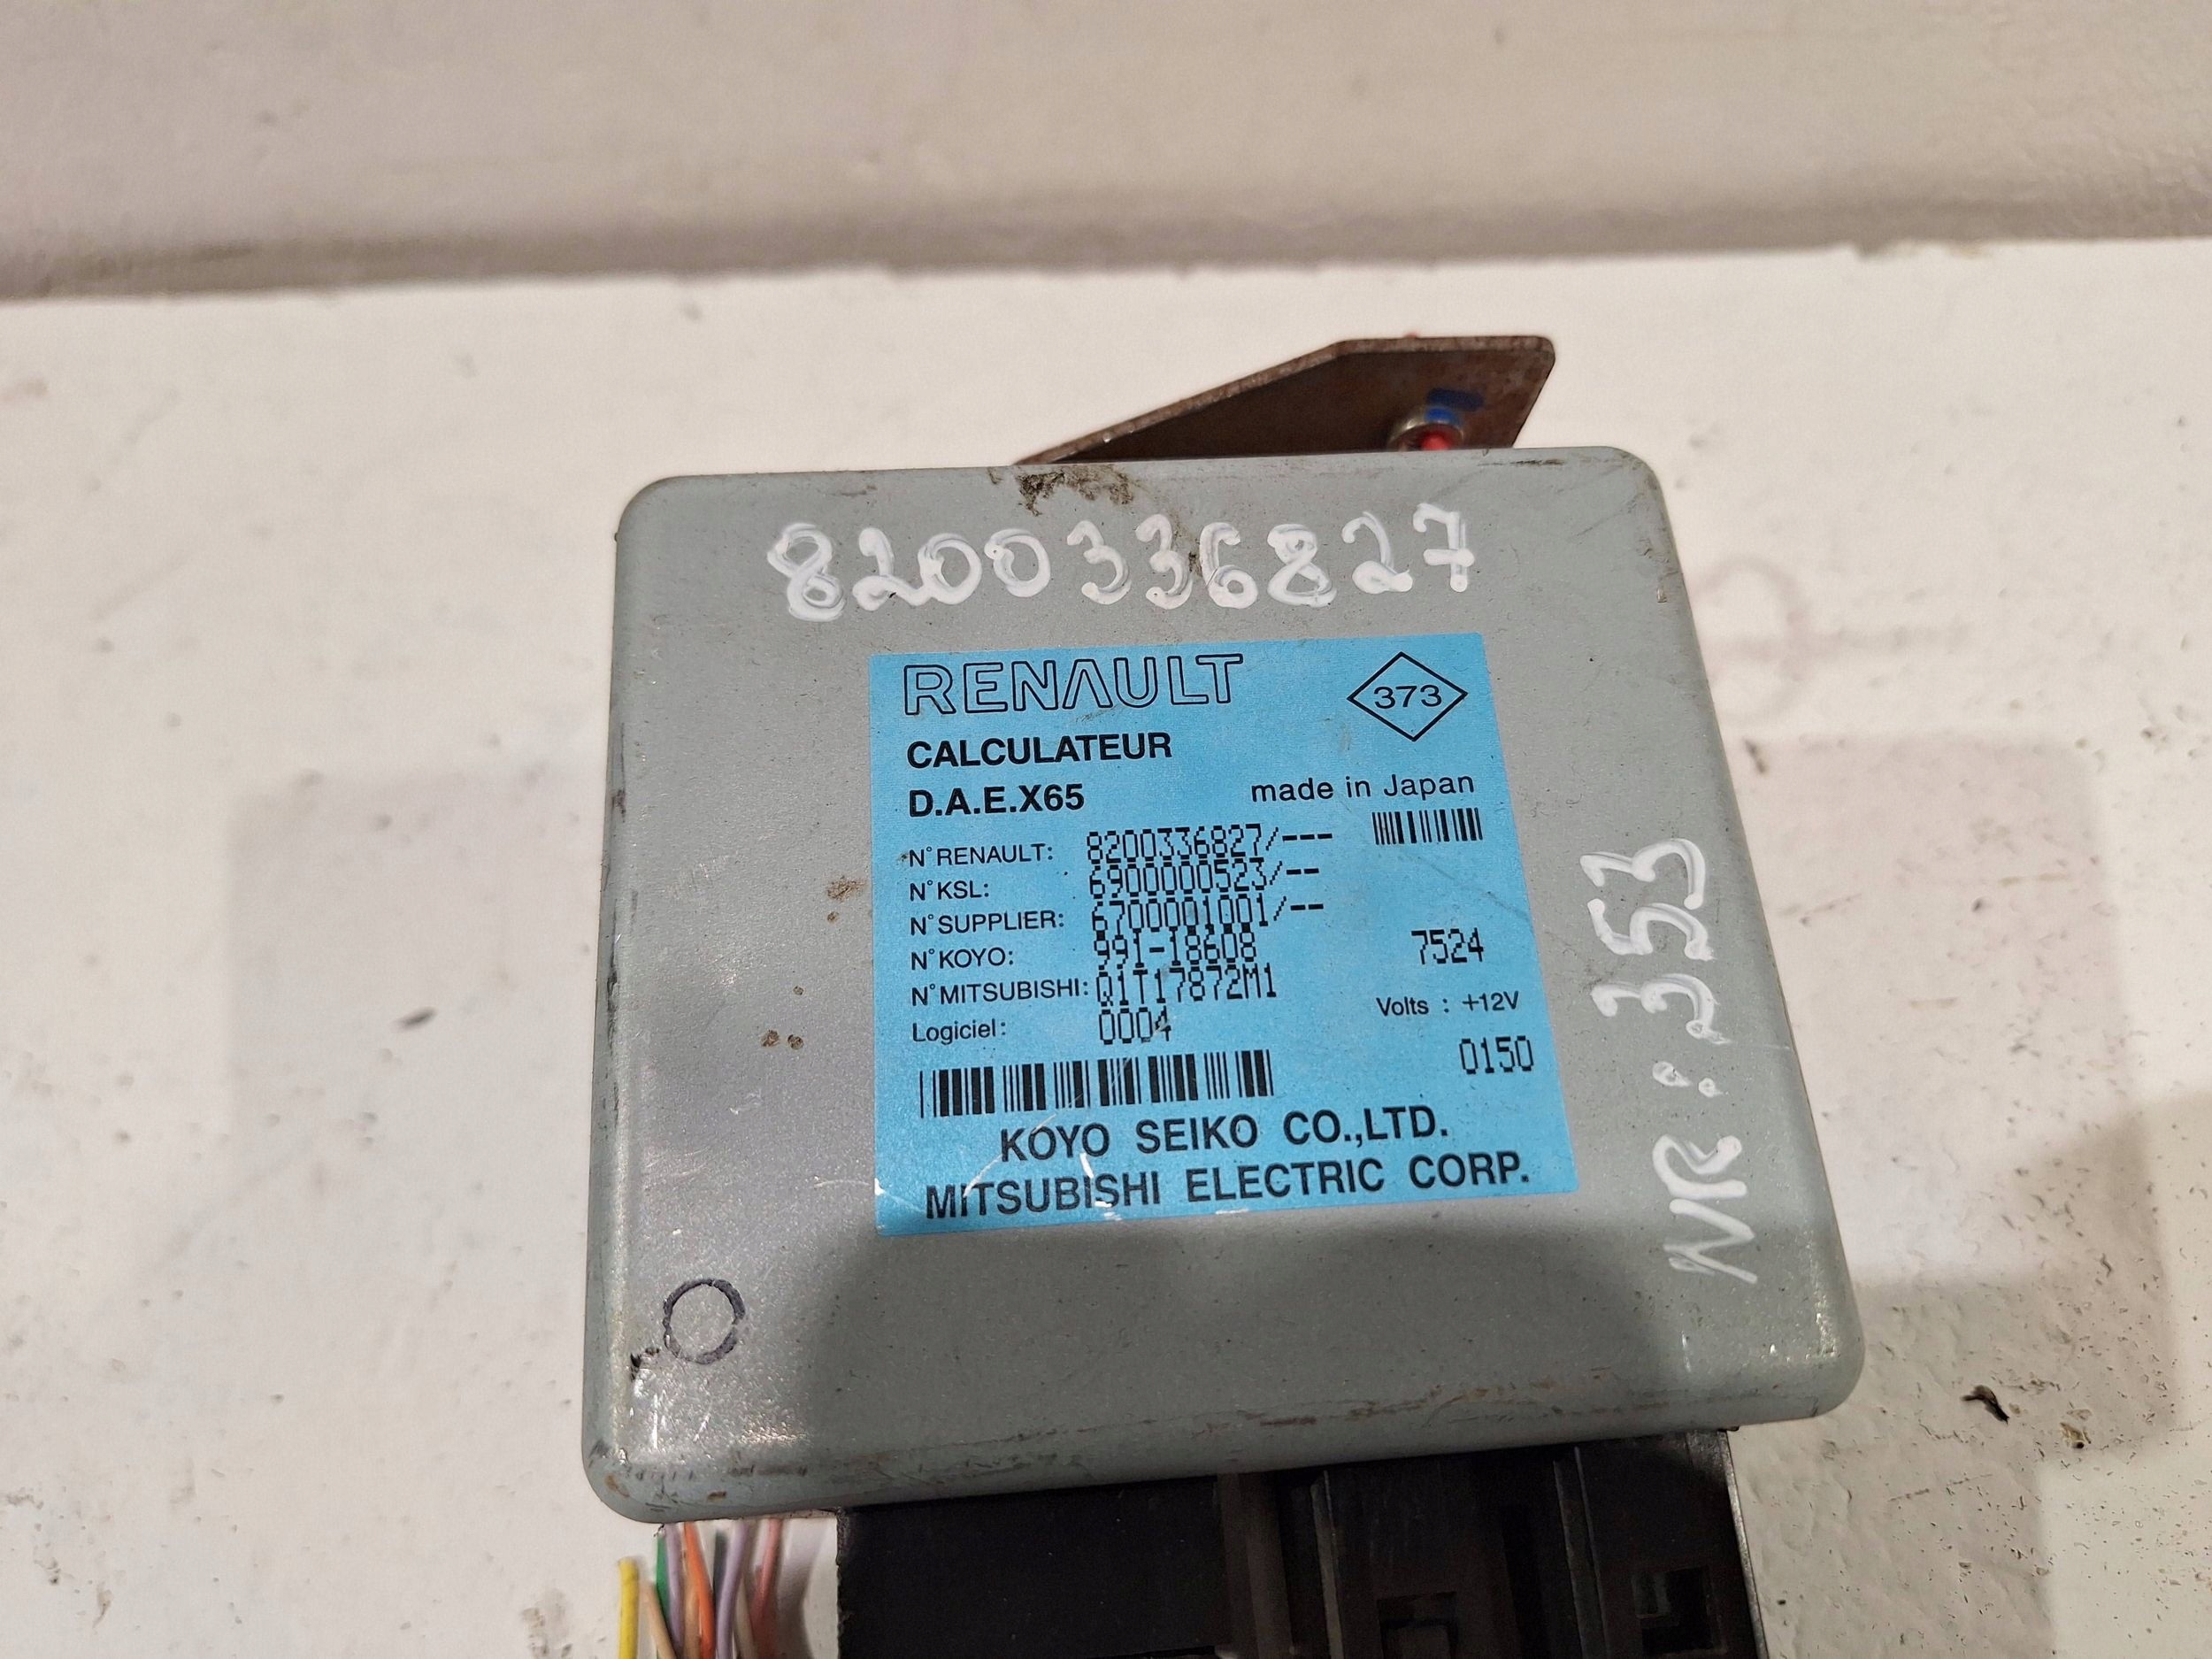 8200336827
RENAULT
373
CALCULATEUR
D.A.E.X65 made in Japan
N° RENAULT: 8200336827/---
N° KSL: 6900000523/--
N° SUPPLIER: 6700001001/--
N° KOYO: 991-18608 7524
N° MITSUBISHI: Q1T17872M1
Volts : +12V
Logiciel: 0004
0150
KOYO SEIKO CO.,LTD.
MITSUBISHI ELECTRIC CORP.
NR: 353